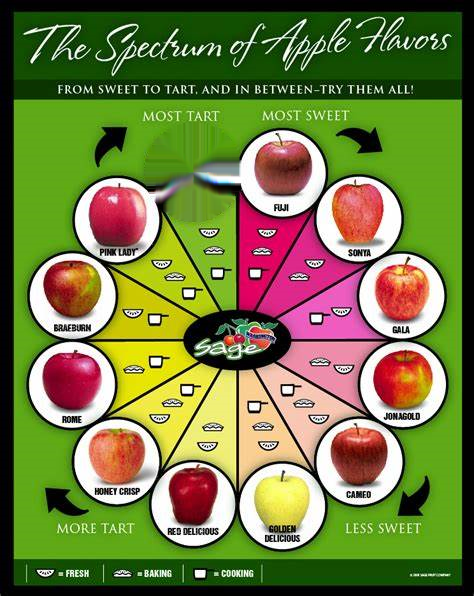 The Spectrum of Apple Flavors
FROM SWEET TO TART, AND IN BETWEEN–TRY THEM ALL!
MOST TART
MOST SWEET
FUJI
SONYA
GALA
JONAGOLD
CAMEO
GOLDEN
DELICIOUS
RED DELICIOUS
HONEY CRISP
ROME
BRAEBURN
PINK LADY®
Sage
MORE TART
LESS SWEET
= FRESH
= BAKING
= COOKING